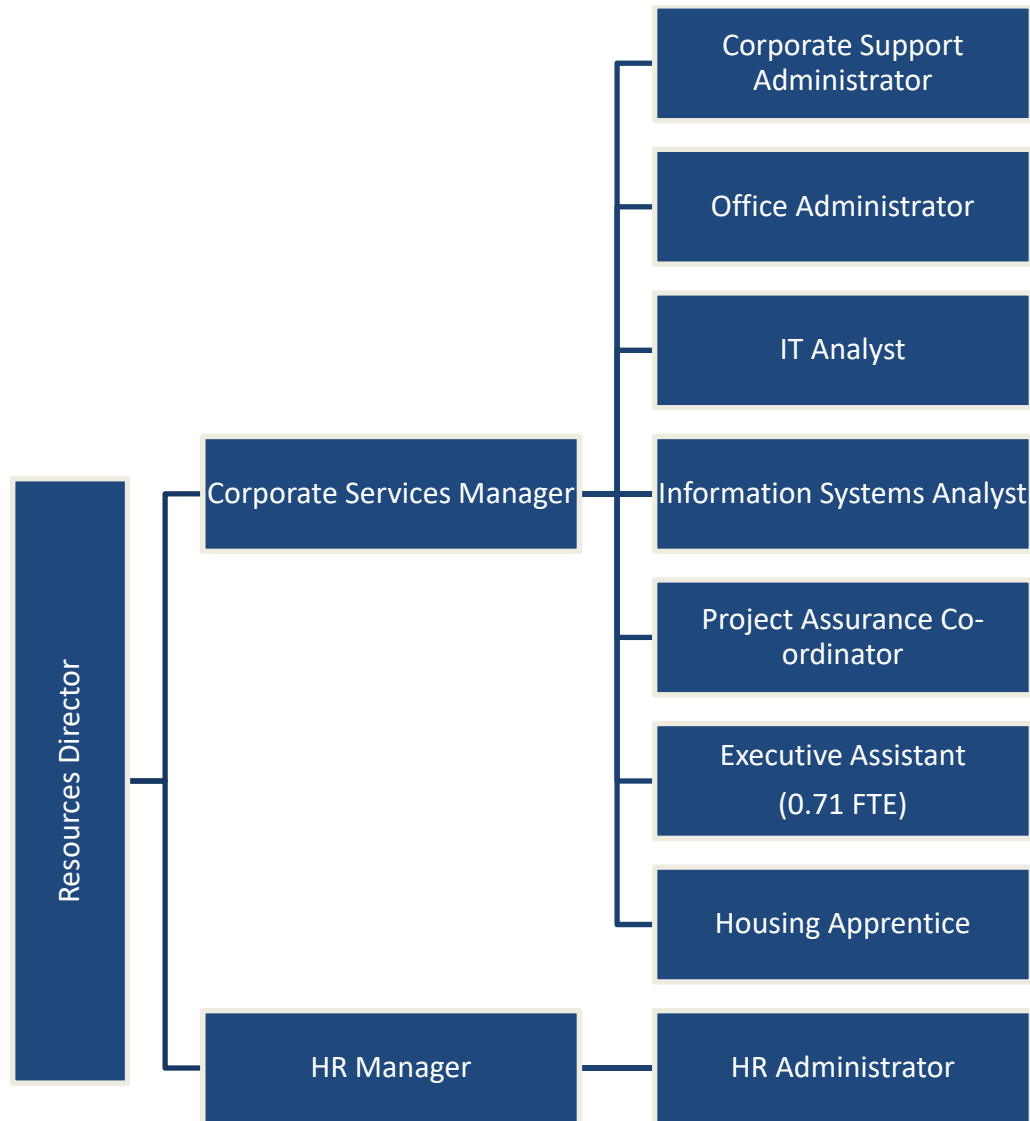 Resources Director
Corporate Services Manager
Corporate Support
Administrator
Office Administrator
IT Analyst
Information Systems Analyst
Project Assurance Co-
ordinator
Executive Assistant
(0.71 FTE)
Housing Apprentice
HR Manager
HR Administrator